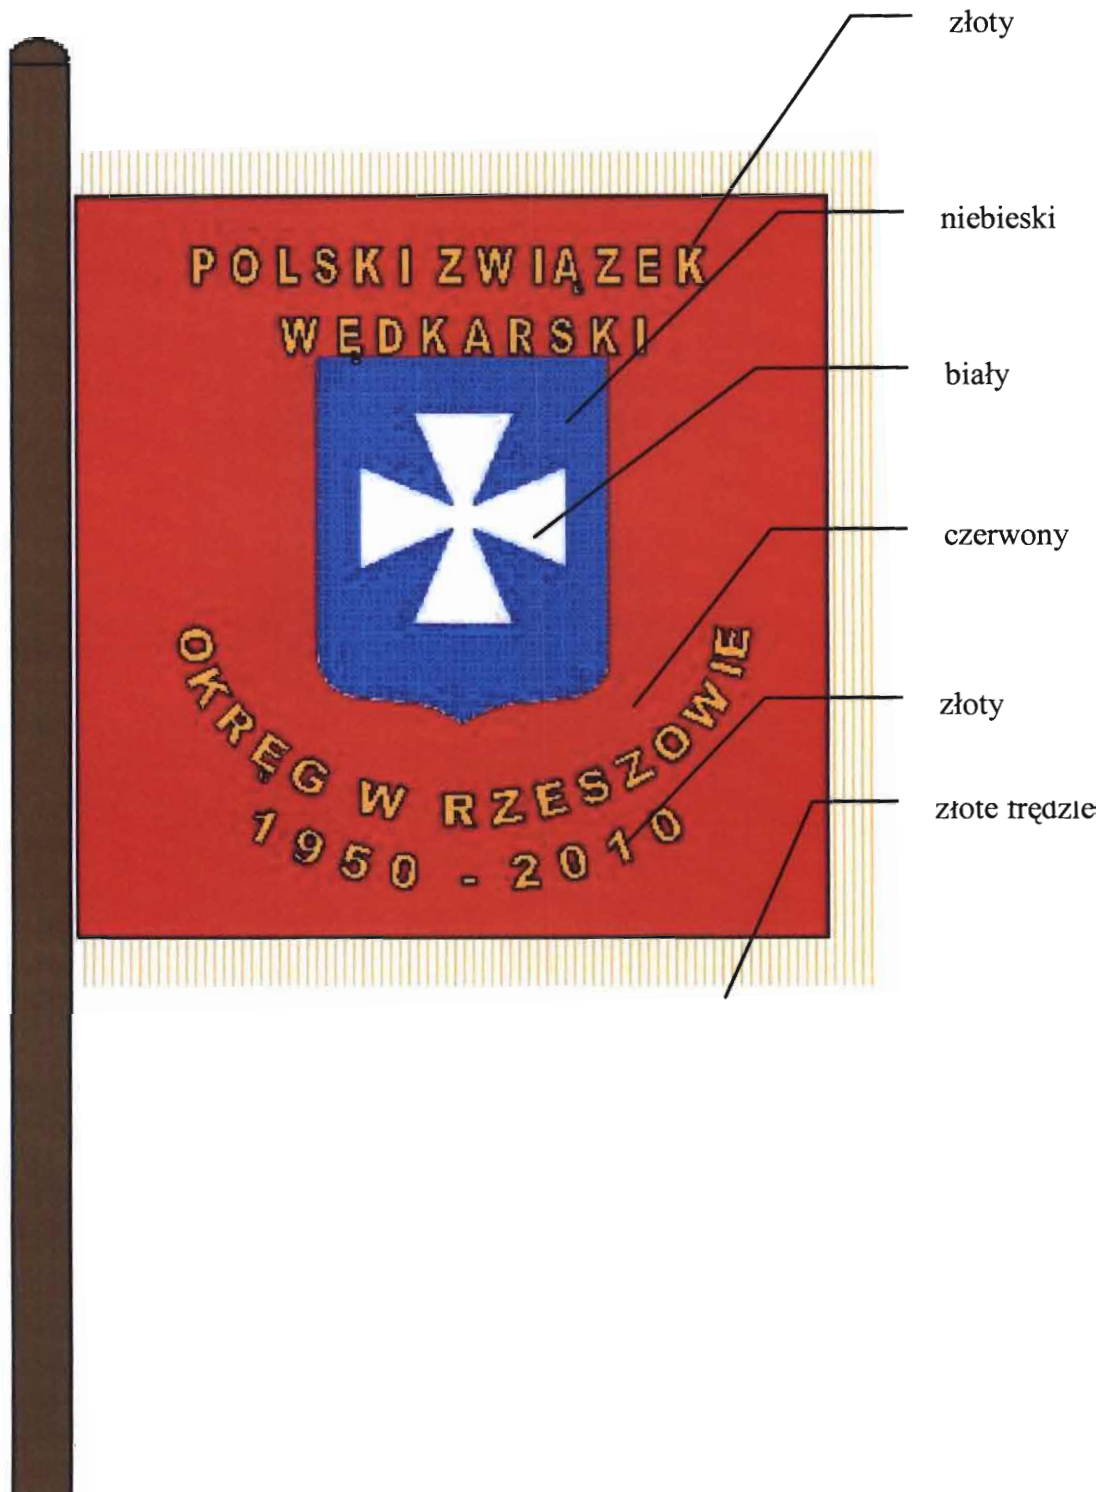 złoty
niebieski
POLSKI ZWIĄZEK
WĘDKARSKI
biały
czerwony
OKRĘG W RZESZOWIE
złoty
1950 - 2010
złote frędzle